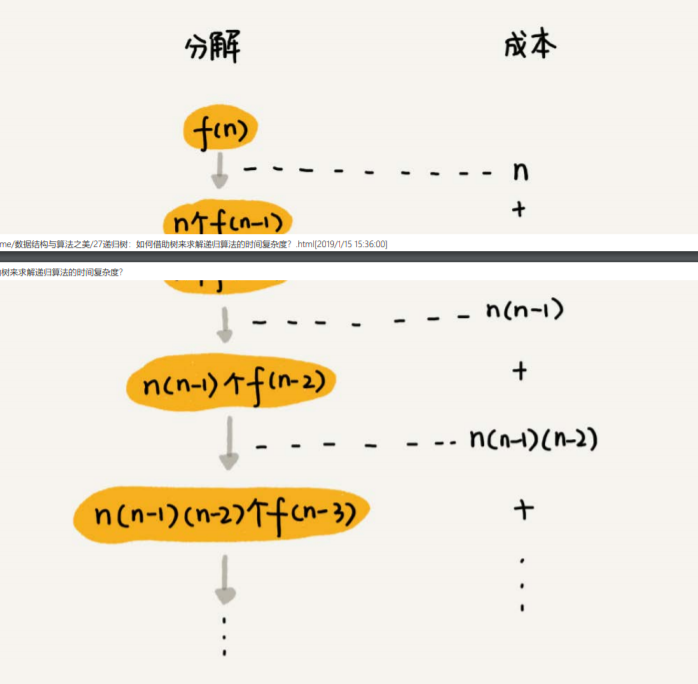 分解 成本
f(n)
n
n个f(n-1) +
me/数据结构与算法之美/27递归树：如何借助树来求解递归算法的时间复杂度？.html[2019/1/15 15:36:00]
树来求解递归算法的时间复杂度?
n(n-1)
n(n-1)个f(n-2) +
n(n-1)(n-2)
n(n-1)(n-2)个f(n-3) +